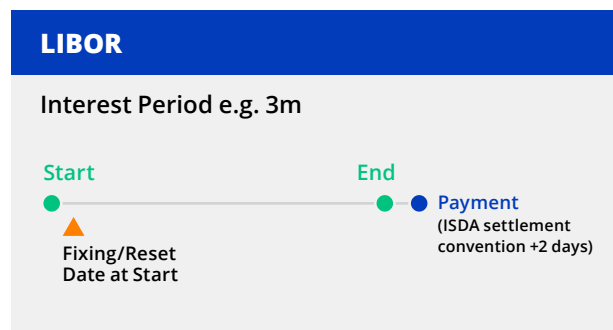 LIBOR
Interest Period e.g. 3m
Start
End
Payment
(ISDA settlement
convention +2 days)
Fixing/Reset
Date at Start